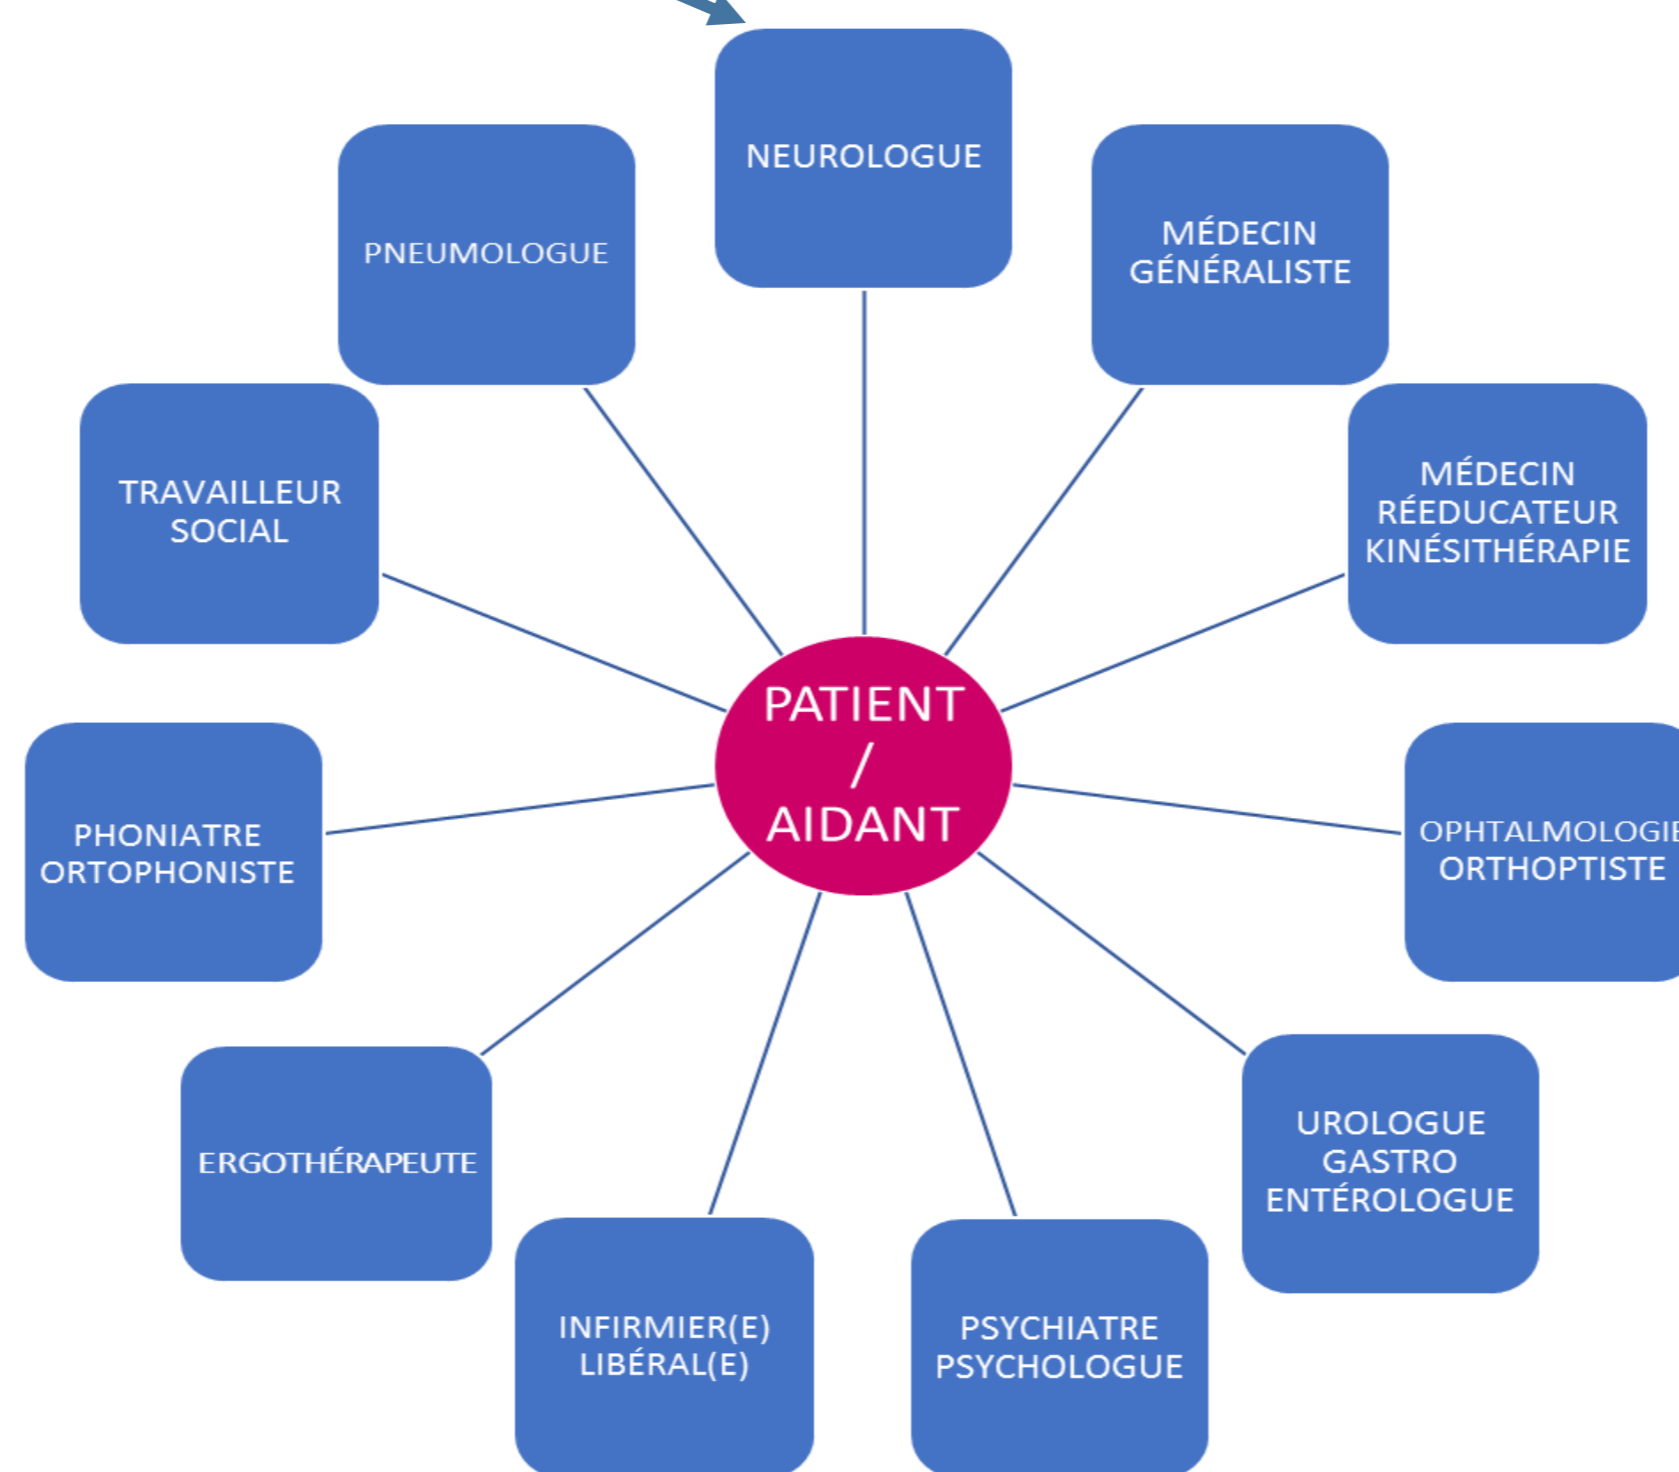 NEUROLOGUE
MÉDECIN
GÉNÉRALISTE
MÉDECIN
RÉEDUCATEUR
KINÉSITHÉRAPIE
OPHTALMOLOGIE
ORTHOPTISTE
UROLOGUE
GASTRO
ENTÉROLOGUE
PSYCHIATRE
PSYCHOLOGUE
INFIRMIER(E)
LIBÉRAL(E)
ERGOTHÉRAPEUTE
PHONIATRE
ORTOPHONISTE
TRAVAILLEUR
SOCIAL
PNEUMOLOGUE
PATIENT
/
AIDANT